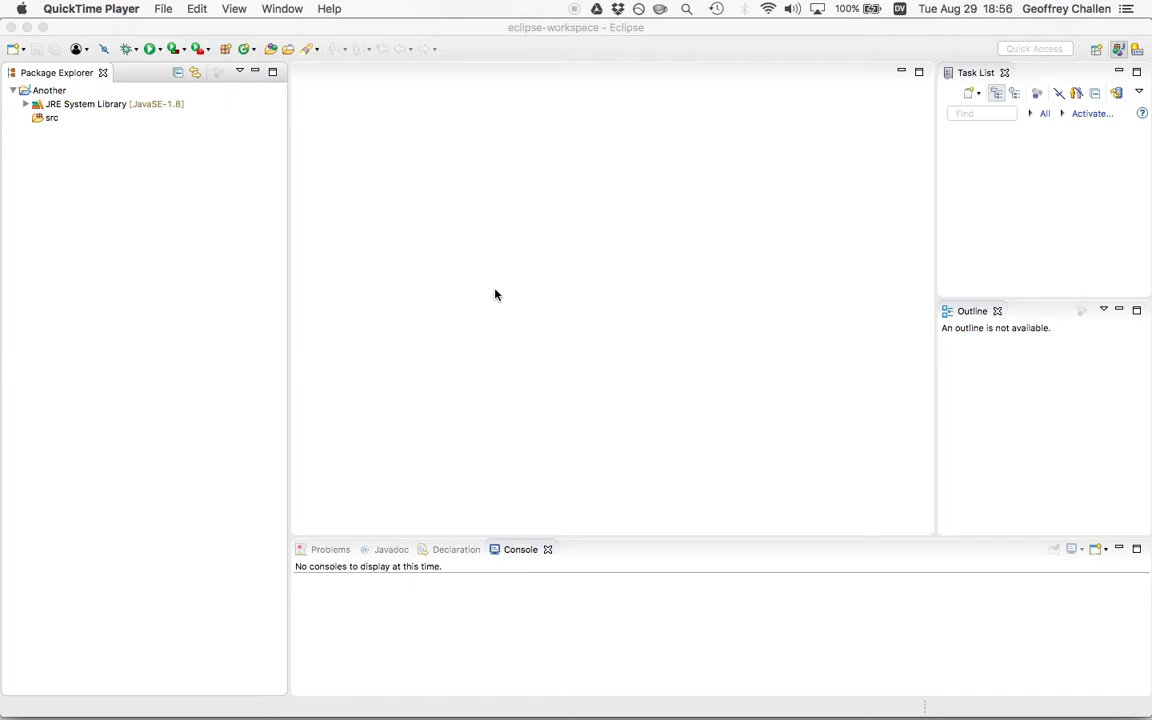 QuickTime Player File Edit View Window Help 100% DV Tue Aug 29 18:56 Geoffrey Challen
eclipse-workspace - Eclipse
Quick Access
Package Explorer
Task List
Another
JRE System Library [JavaSE-1.8]
src
Find All Activate...
Outline
An outline is not available.
Problems Javadoc Declaration Console
No consoles to display at this time.